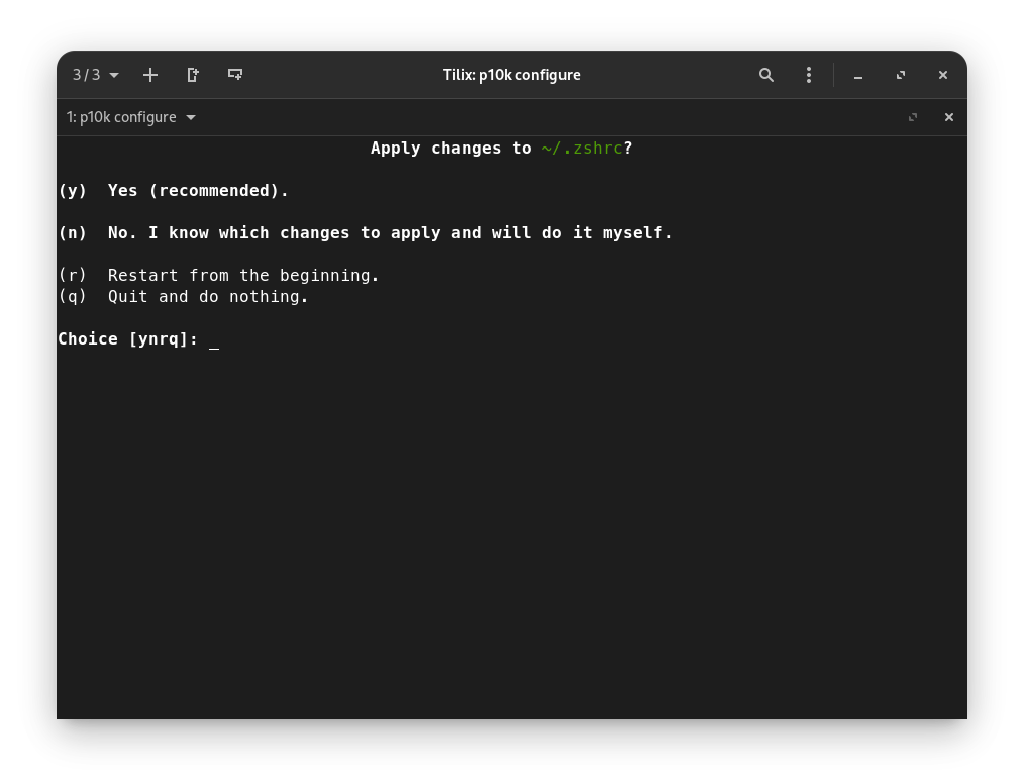 3 / 3
Tilix: p10k configure
1: p10k configure
Apply changes to ~/.zshrc?
(y)  Yes (recommended).
(n)  No. I know which changes to apply and will do it myself.
(r)  Restart from the beginning.
(q)  Quit and do nothing.
Choice [ynrq]: _